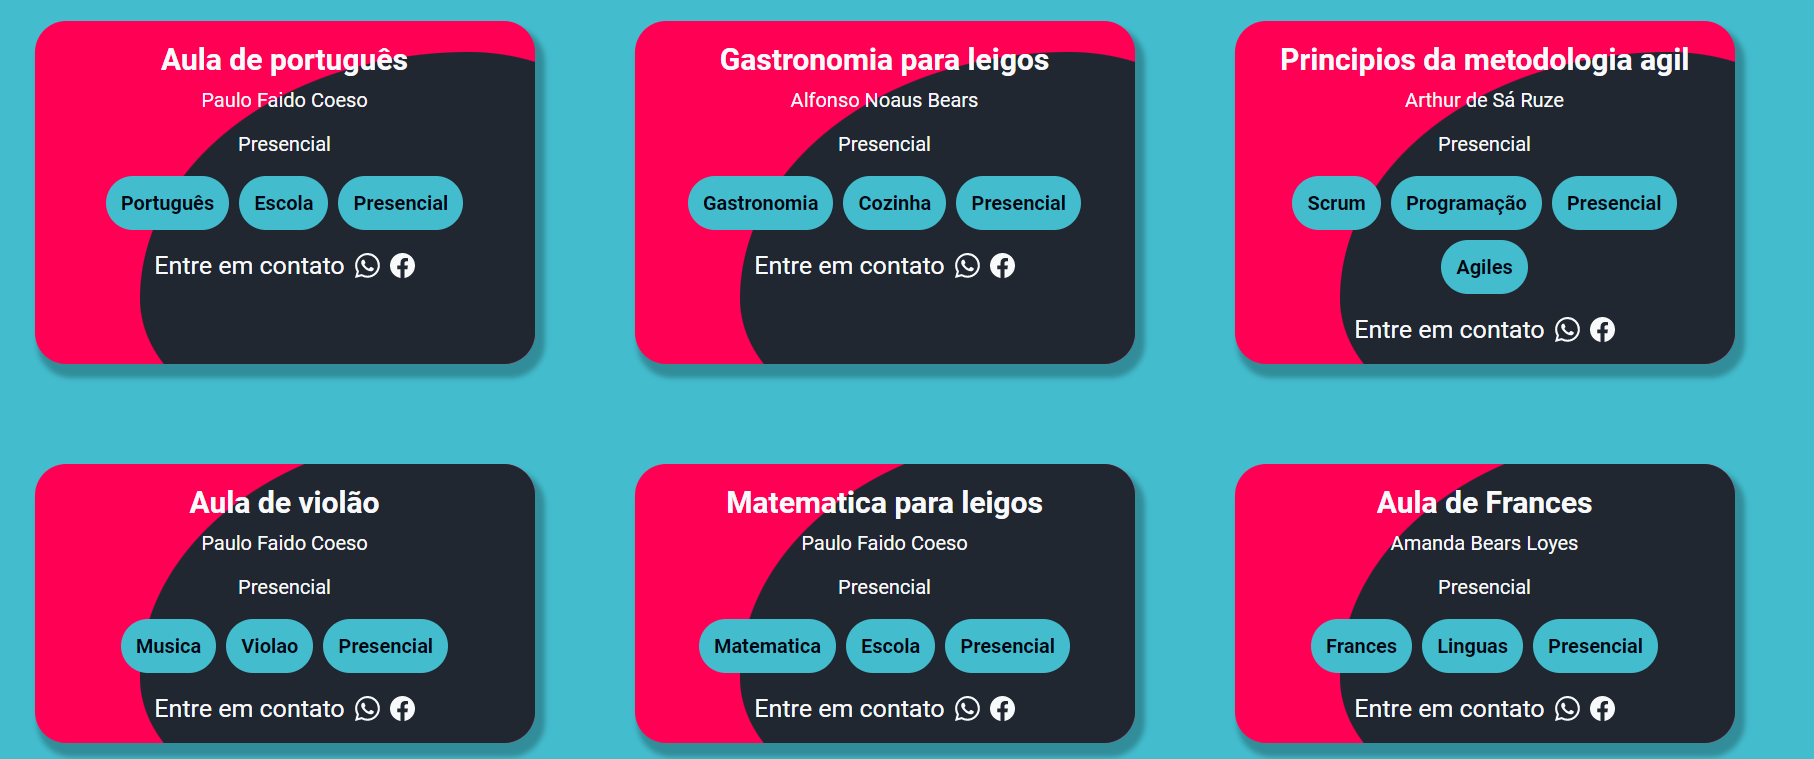 Aula de português
Paulo Faido Coeso
Presencial
Português Escola Presencial
Entre em contato
Gastronomia para leigos
Alfonso Noaus Bears
Presencial
Gastronomia Cozinha Presencial
Entre em contato
Principios da metodologia agil
Arthur de Sá Ruze
Presencial
Scrum Programação Presencial
Agiles
Entre em contato
Aula de violão
Paulo Faido Coeso
Presencial
Musica Violao Presencial
Entre em contato
Matematica para leigos
Paulo Faido Coeso
Presencial
Matematica Escola Presencial
Entre em contato
Aula de Frances
Amanda Bears Loyes
Presencial
Frances Linguas Presencial
Entre em contato